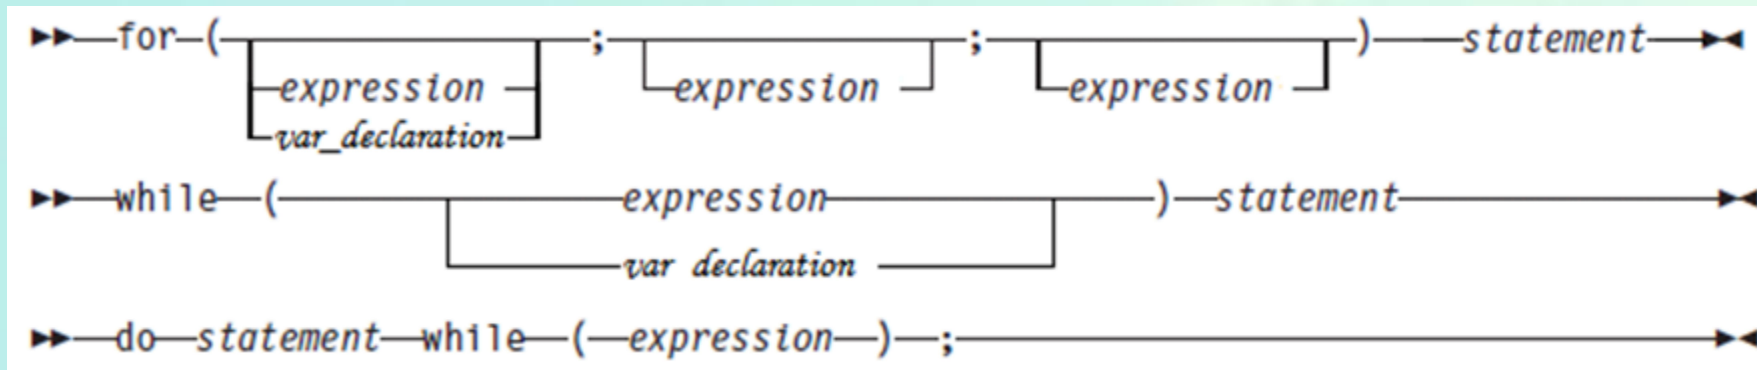 for ( ; ; ) statement
expression expression expression
var_declaration
while ( expression ) statement
var declaration
do statement while ( expression ) ;